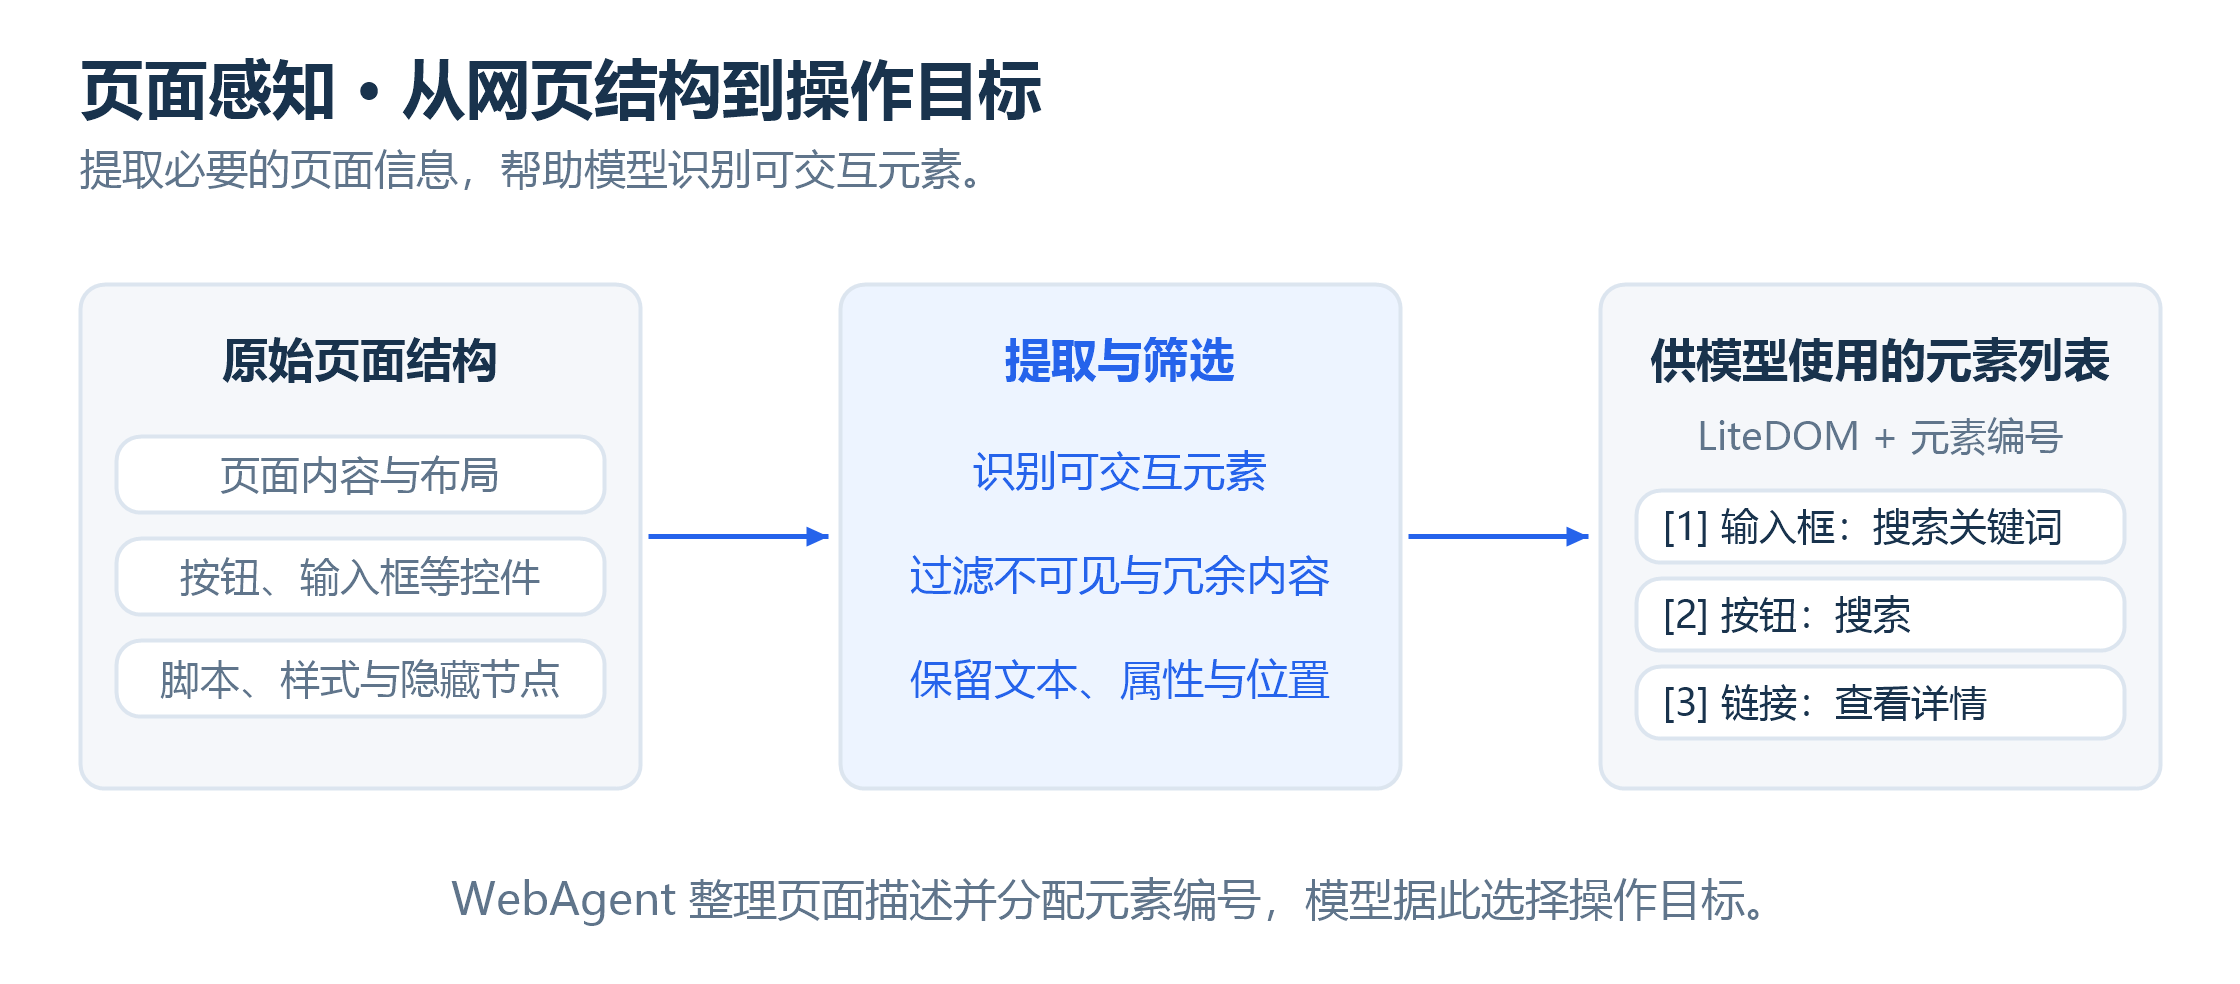 页面感知 • 从网页结构到操作目标
提取必要的页面信息，帮助模型识别可交互元素。
原始页面结构
页面内容与布局
按钮、输入框等控件
脚本、样式与隐藏节点
提取与筛选
识别可交互元素
过滤不可见与冗余内容
保留文本、属性与位置
供模型使用的元素列表
LiteDOM + 元素编号
[1] 输入框：搜索关键词
[2] 按钮：搜索
[3] 链接：查看详情
WebAgent 整理页面描述并分配元素编号，模型据此选择操作目标。